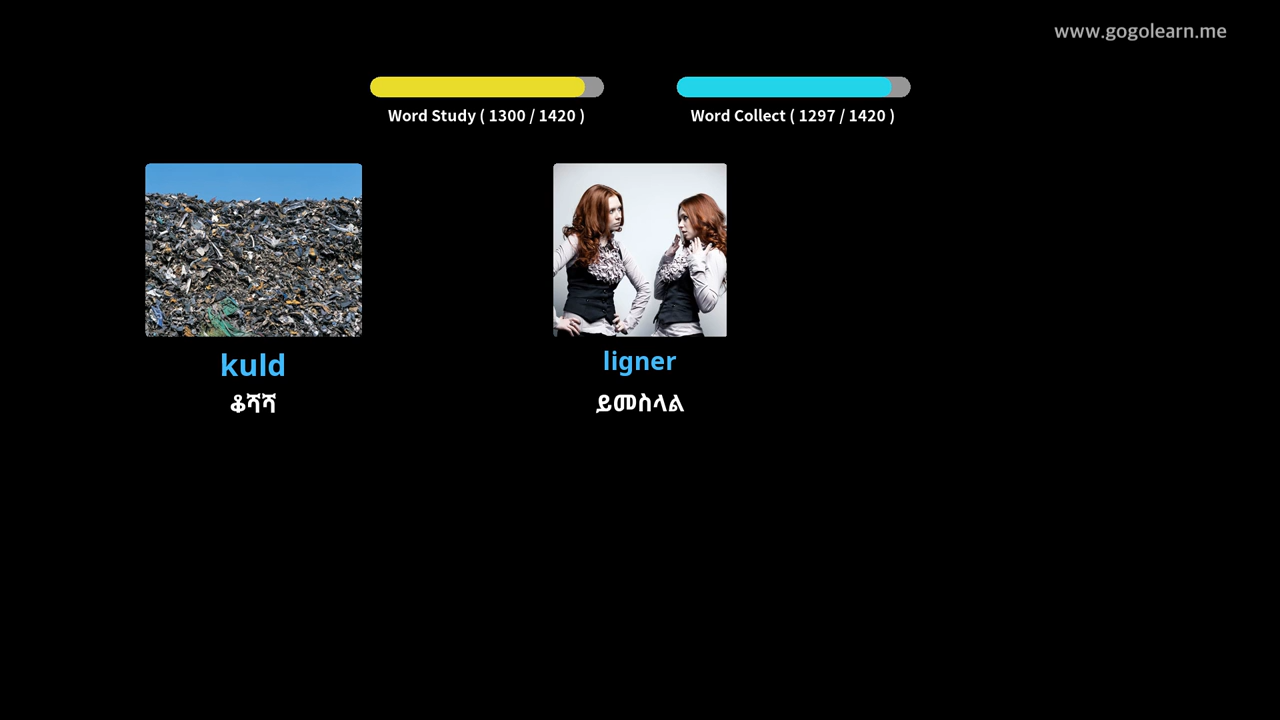 www.gogolearn.me
Word Study ( 1300 / 1420 )
Word Collect ( 1297 / 1420 )
kuld
ቆሻሻ
ligner
ይመስላል